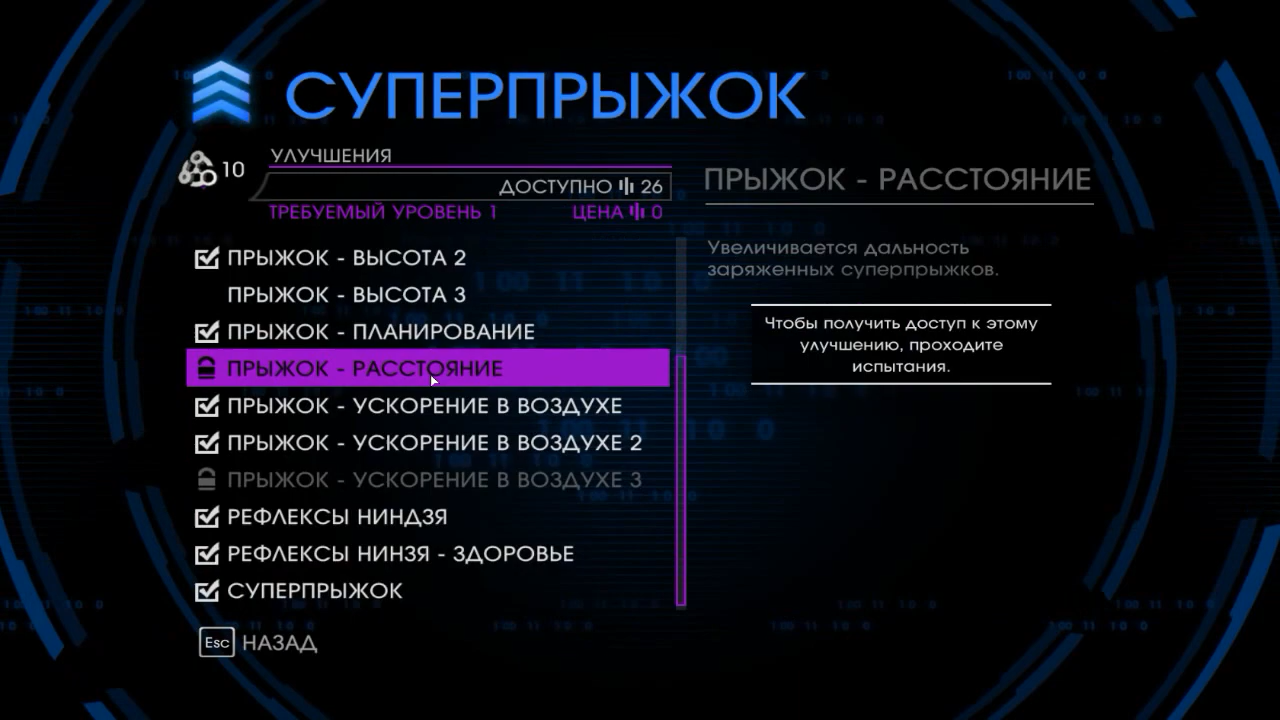 СУПЕРПРЫЖОК
10
УЛУЧШЕНИЯ
ДОСТУПНО 26
ТРЕБУЕМЫЙ УРОВЕНЬ 1 ЦЕНА 0
ПРЫЖОК - ВЫСОТА 2
ПРЫЖОК - ВЫСОТА 3
ПРЫЖОК - ПЛАНИРОВАНИЕ
ПРЫЖОК - РАССТОЯНИЕ
ПРЫЖОК - УСКОРЕНИЕ В ВОЗДУХЕ
ПРЫЖОК - УСКОРЕНИЕ В ВОЗДУХЕ 2
ПРЫЖОК - УСКОРЕНИЕ В ВОЗДУХЕ 3
РЕФЛЕКСЫ НИНДЗЯ
РЕФЛЕКСЫ НИНЗЯ - ЗДОРОВЬЕ
СУПЕРПРЫЖОК
Esc НАЗАД
ПРЫЖОК - РАССТОЯНИЕ
Увеличивается дальность
заряженных суперпрыжков.
Чтобы получить доступ к этому
улучшению, проходите
испытания.